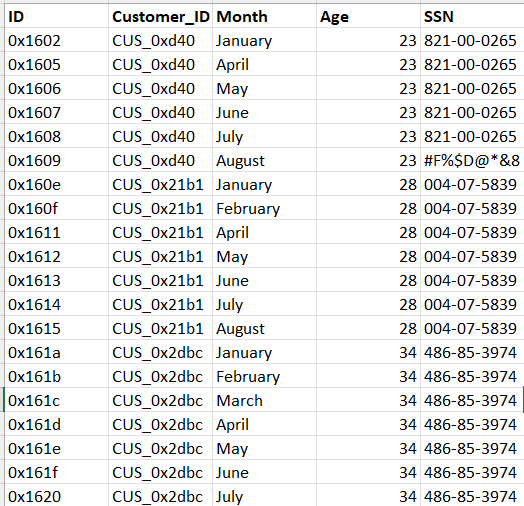 ID Customer_ID Month Age SSN
0x1602 CUS_0xd40 January 23 821-00-0265
0x1605 CUS_0xd40 April 23 821-00-0265
0x1606 CUS_0xd40 May 23 821-00-0265
0x1607 CUS_0xd40 June 23 821-00-0265
0x1608 CUS_0xd40 July 23 821-00-0265
0x1609 CUS_0xd40 August 23 #F%$D@*&8
0x160e CUS_0x21b1 January 28 004-07-5839
0x160f CUS_0x21b1 February 28 004-07-5839
0x1611 CUS_0x21b1 April 28 004-07-5839
0x1612 CUS_0x21b1 May 28 004-07-5839
0x1613 CUS_0x21b1 June 28 004-07-5839
0x1614 CUS_0x21b1 July 28 004-07-5839
0x1615 CUS_0x21b1 August 28 004-07-5839
0x161a CUS_0x2dbc January 34 486-85-3974
0x161b CUS_0x2dbc February 34 486-85-3974
0x161c CUS_0x2dbc March 34 486-85-3974
0x161d CUS_0x2dbc April 34 486-85-3974
0x161e CUS_0x2dbc May 34 486-85-3974
0x161f CUS_0x2dbc June 34 486-85-3974
0x1620 CUS_0x2dbc July 34 486-85-3974